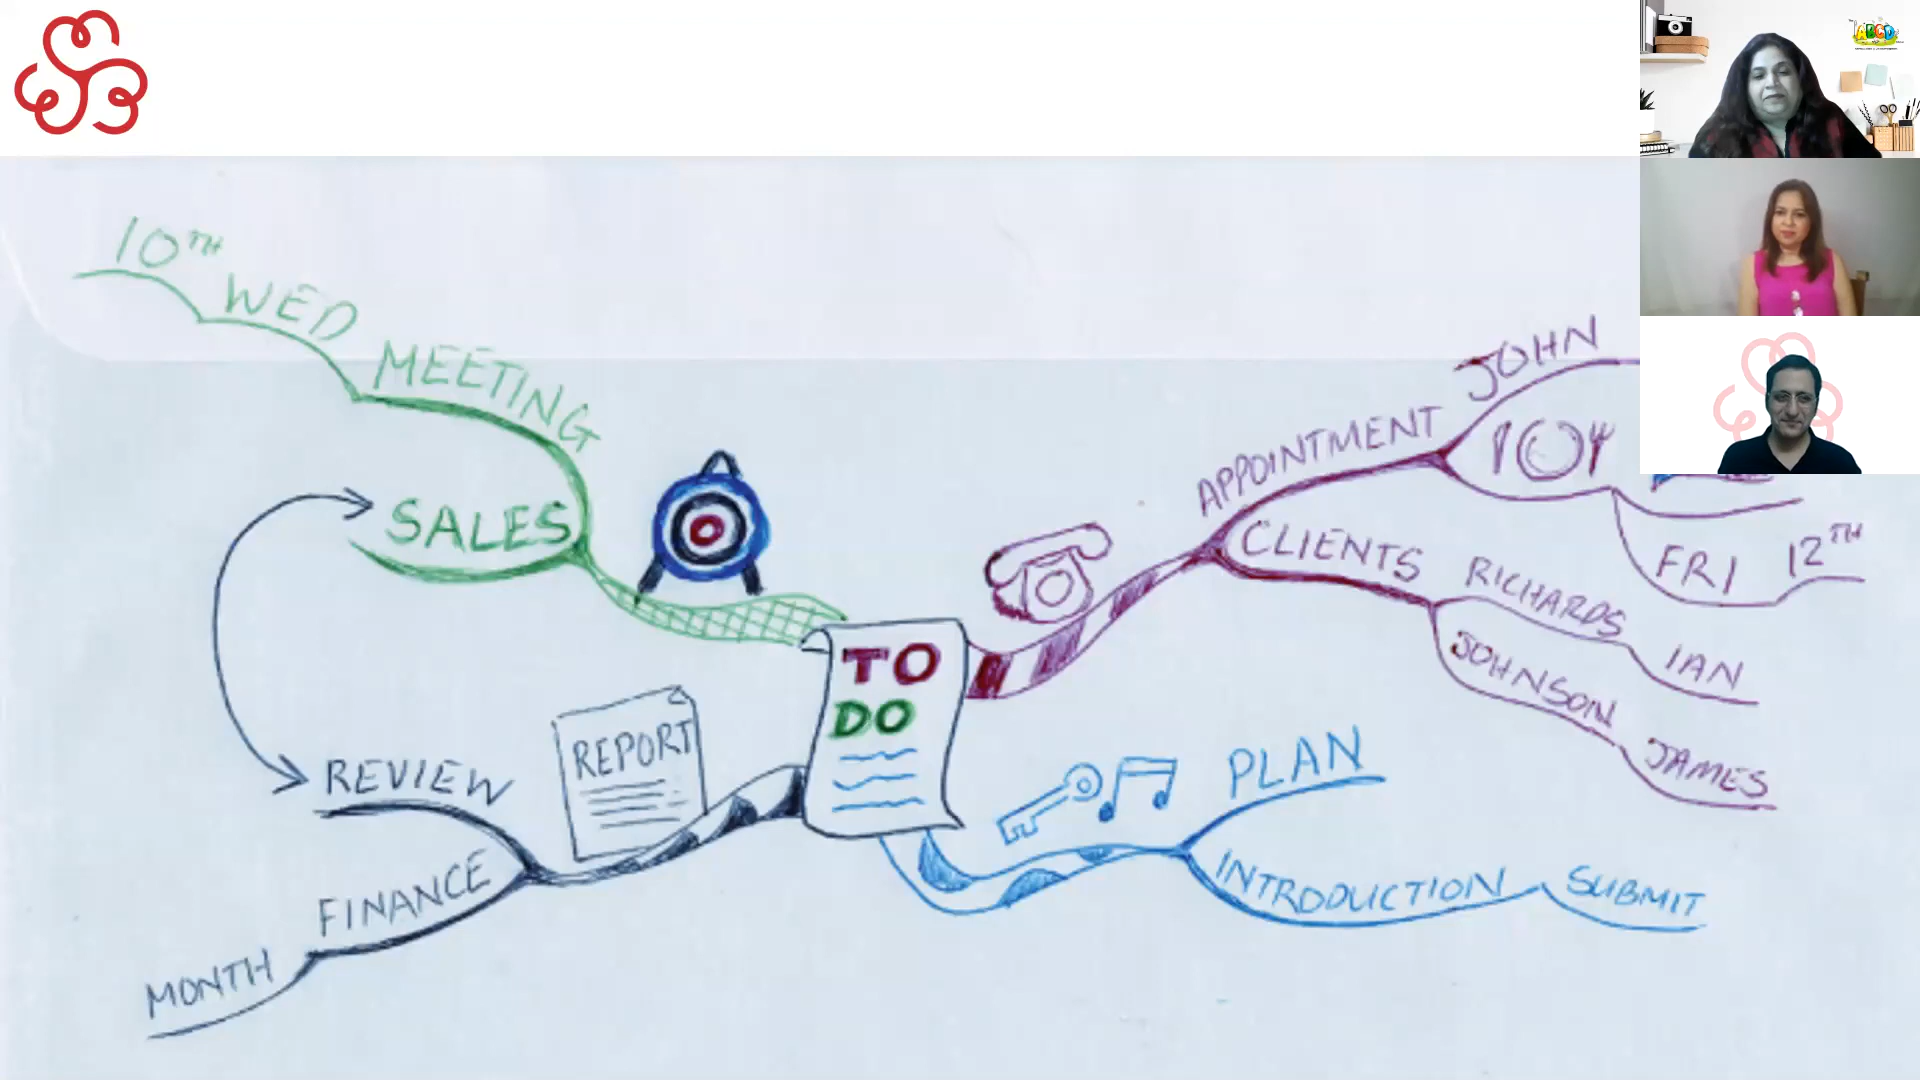 10TH
WED
MEETING
SALES
REVIEW
FINANCE
MONTH
REPORT
TO
DO
APPOINTMENT
JOHN
FRI 12TH
CLIENTS
RICHARDS
IAN
JOHNSON
JAMES
PLAN
INTRODUCTION
SUBMIT
ABCD